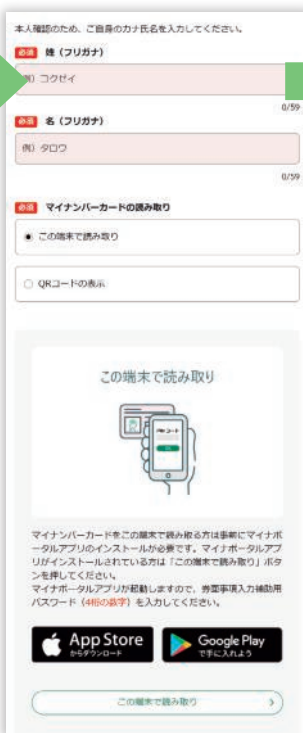 本人確認のため、ご自身のカナ氏名を入力してください。
必須 姓（フリガナ）
例）コクゼイ
0/59
必須 名（フリガナ）
例）タロウ
0/59
必須 マイナンバーカードの読み取り
この端末で読み取り
QRコードの表示
この端末で読み取り
マイナンバーカードをこの端末で読み取る方は事前にマイナポ
ータルアプリのインストールが必要です。マイナポータルアプ
リがインストールされている方は「この端末で読み取り」ボタ
ンを押してください。
マイナポータルアプリが起動しますので、券面事項入力補助用
パスワード（4桁の数字）を入力してください。
App Store
からダウンロード
Google Play
で手に入れよう
この端末で読み取り